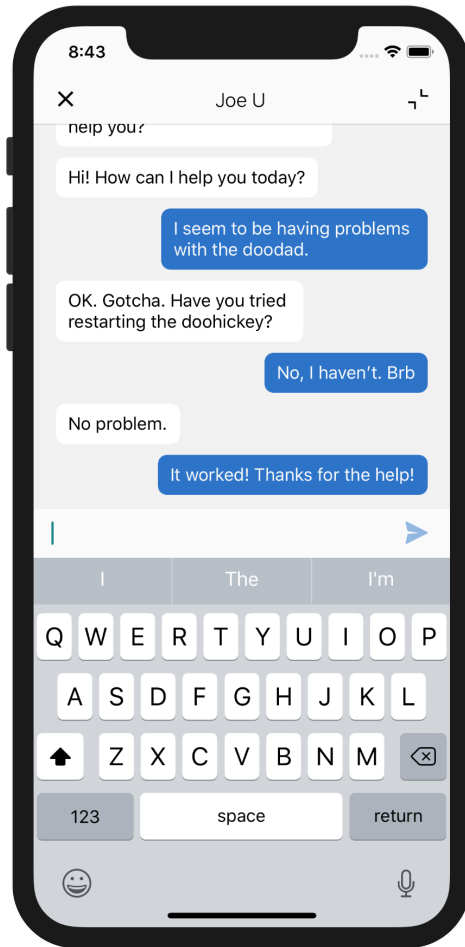 8:43
Joe U
help you?
Hi! How can I help you today?
I seem to be having problems
with the doodad.
OK. Gotcha. Have you tried
restarting the doohickey?
No, I haven’t. Brb
No problem.
It worked! Thanks for the help!
I The I'm
Q W E R T Y U I O P
A S D F G H J K L
Z X C V B N M
123 space return